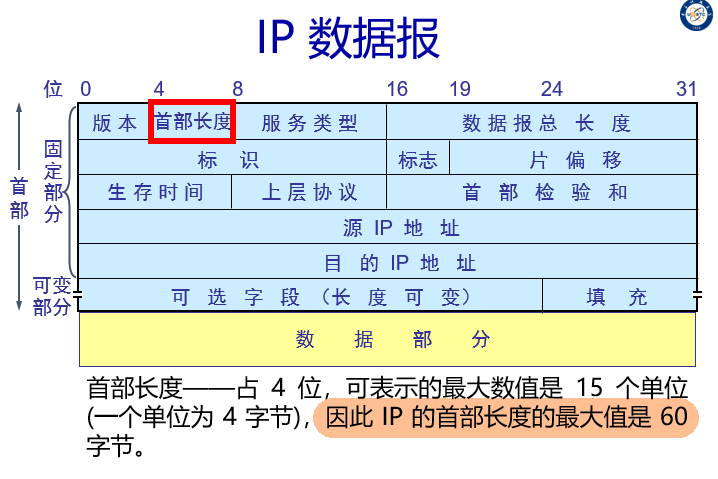 IP 数据报
位 0 4 8 16 19 24 31
版本 首部长度 服务类型 数据报总长度
标识 标志 片偏移
生存时间 上层协议 首部检验和
源 IP 地址
目的 IP 地址
可选字段（长度可变） 填充
数据部分
首部
固定部分
可变
部分
首部长度——占 4 位，可表示的最大数值是 15 个单位
(一个单位为 4 字节)，因此 IP 的首部长度的最大值是 60
字节。